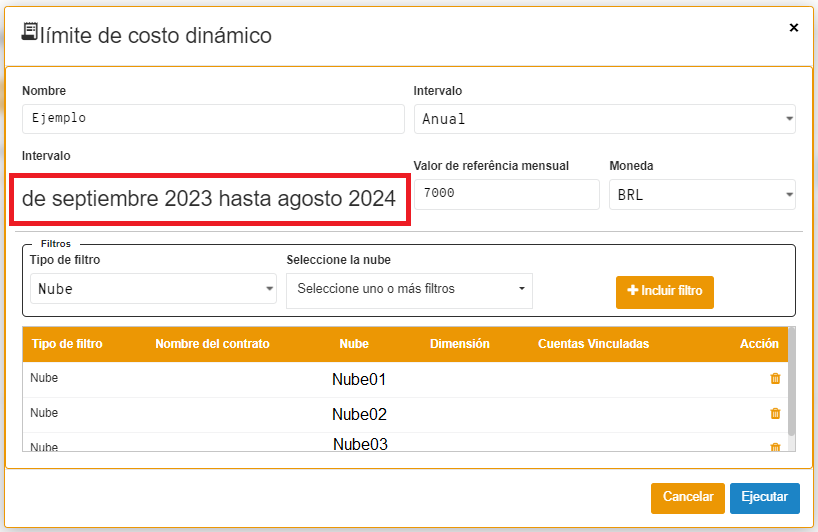 límite de costo dinámico
×
Nombre
Intervalo
Ejemplo
Anual
Intervalo
Valor de referência mensual
Moneda
de septiembre 2023 hasta agosto 2024
7000
BRL
Filtros
Tipo de filtro
Seleccione la nube
Nube
Seleccione uno o más filtros
+ Incluir filtro
Tipo de filtro Nombre del contrato Nube Dimensión Cuentas Vinculadas Acción
Nube Nube01
Nube Nube02
Nube Nube03
Cancelar
Ejecutar